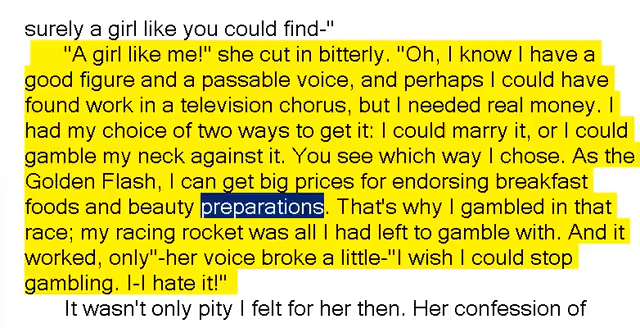 surely a girl like you could find-"
"A girl like me!" she cut in bitterly. "Oh, I know I have a
good figure and a passable voice, and perhaps I could have
found work in a television chorus, but I needed real money. I
had my choice of two ways to get it: I could marry it, or I could
gamble my neck against it. You see which way I chose. As the
Golden Flash, I can get big prices for endorsing breakfast
foods and beauty preparations. That's why I gambled in that
race; my racing rocket was all I had left to gamble with. And it
worked, only"-her voice broke a little-"I wish I could stop
gambling. I-I hate it!"
It wasn't only pity I felt for her then. Her confession of